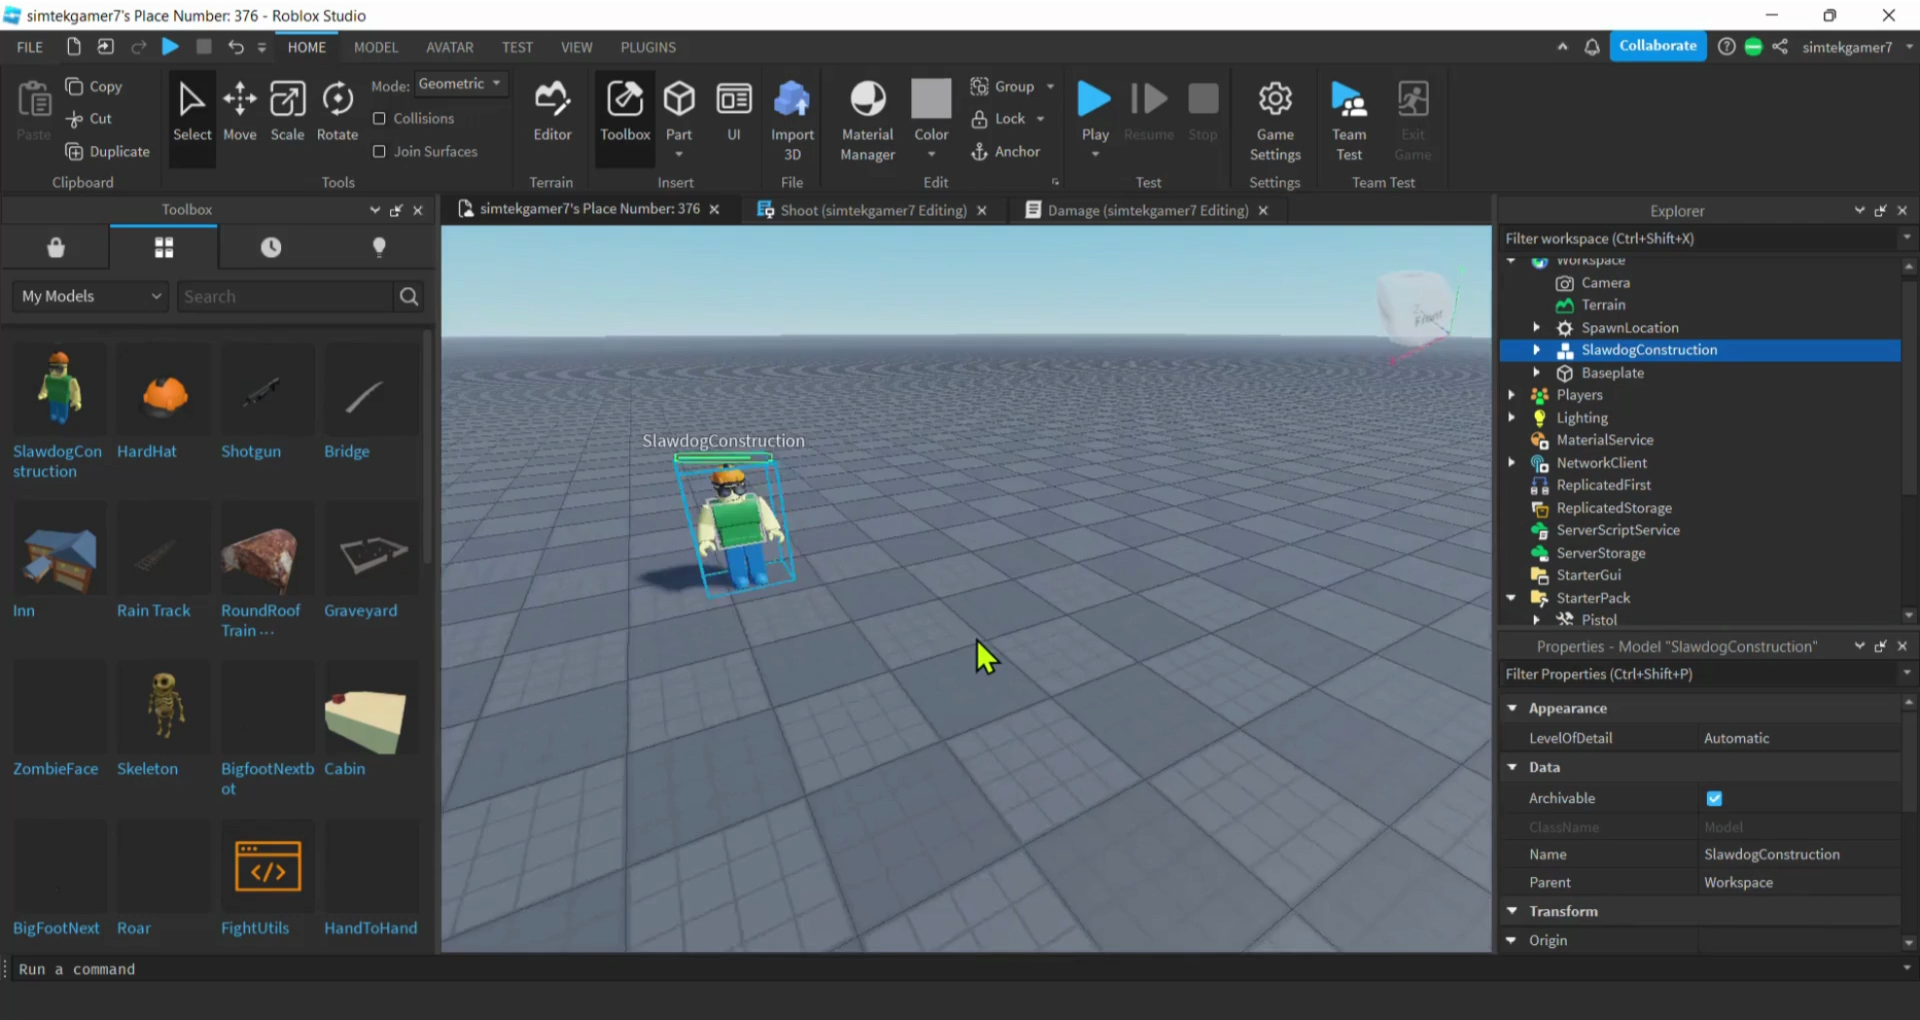 simtekgamer7's Place Number: 376 - Roblox Studio
FILE
HOME
MODEL
AVATAR
TEST
VIEW
PLUGINS
Collaborate
simtekgamer7
Paste
Copy
Cut
Duplicate
Clipboard
Select
Move
Scale
Rotate
Mode: Geometric
Collisions
Join Surfaces
Tools
Editor
Terrain
Toolbox
Part
UI
Insert
Import
3D
File
Material
Manager
Color
Group
Lock
Anchor
Edit
Play
Resume
Stop
Test
Game
Settings
Settings
Team
Test
Exit
Game
Team Test
Toolbox
My Models
Search
SlawdogCon
struction
HardHat
Shotgun
Bridge
Inn
Rain Track
RoundRoof
Train ···
Graveyard
ZombieFace
Skeleton
BigfootNextb
ot
Cabin
BigFootNext
Roar
FightUtils
HandToHand
simtekgamer7's Place Number: 376
Shoot (simtekgamer7 Editing)
Damage (simtekgamer7 Editing)
SlawdogConstruction
Front
Explorer
Filter workspace (Ctrl+Shift+X)
Workspace
Camera
Terrain
SpawnLocation
SlawdogConstruction
Baseplate
Players
Lighting
MaterialService
NetworkClient
ReplicatedFirst
ReplicatedStorage
ServerScriptService
ServerStorage
StarterGui
StarterPack
Pistol
Properties - Model "SlawdogConstruction"
Filter Properties (Ctrl+Shift+P)
Appearance
LevelOfDetail Automatic
Data
Archivable
ClassName Model
Name SlawdogConstruction
Parent Workspace
Transform
Origin
Run a command